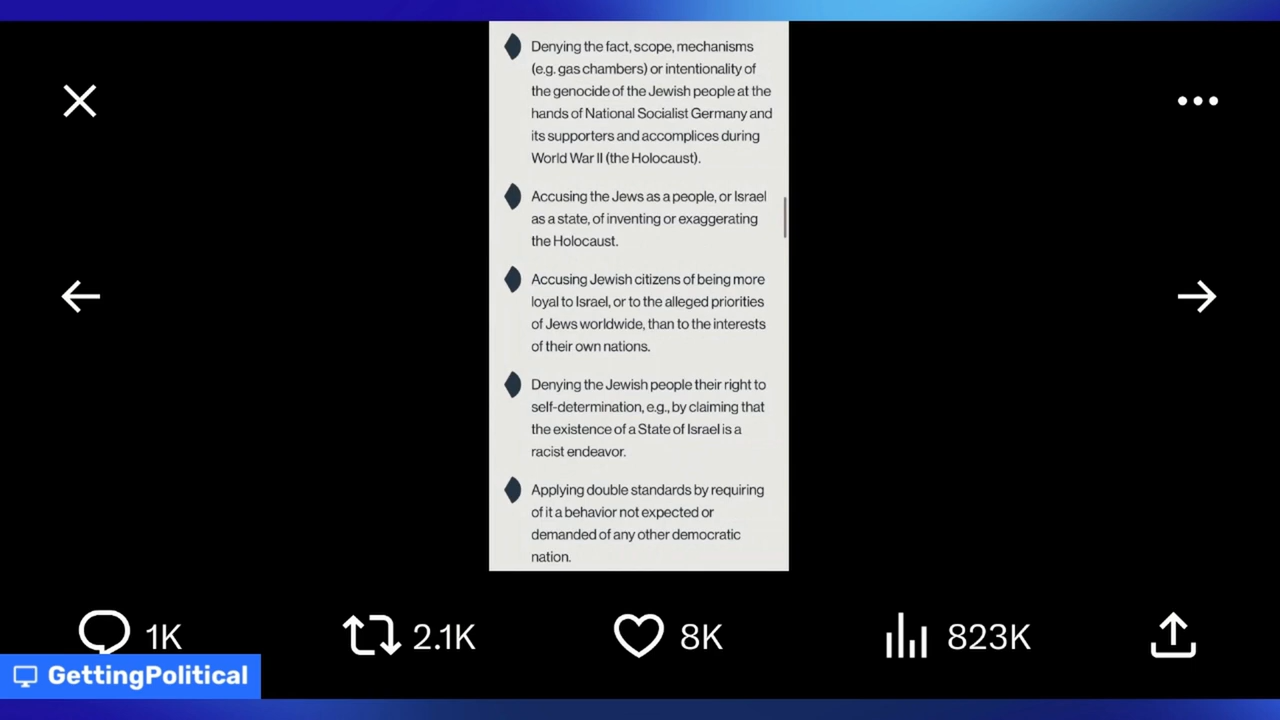 Denying the fact, scope, mechanisms
(e.g. gas chambers) or intentionality of
the genocide of the Jewish people at the
hands of National Socialist Germany and
its supporters and accomplices during
World War II (the Holocaust).
Accusing the Jews as a people, or Israel
as a state, of inventing or exaggerating
the Holocaust.
Accusing Jewish citizens of being more
loyal to Israel, or to the alleged priorities
of Jews worldwide, than to the interests
of their own nations.
Denying the Jewish people their right to
self-determination, e.g., by claiming that
the existence of a State of Israel is a
racist endeavor.
Applying double standards by requiring
of it a behavior not expected or
demanded of any other democratic
nation.
1K 2.1K 8K 823K
GettingPolitical